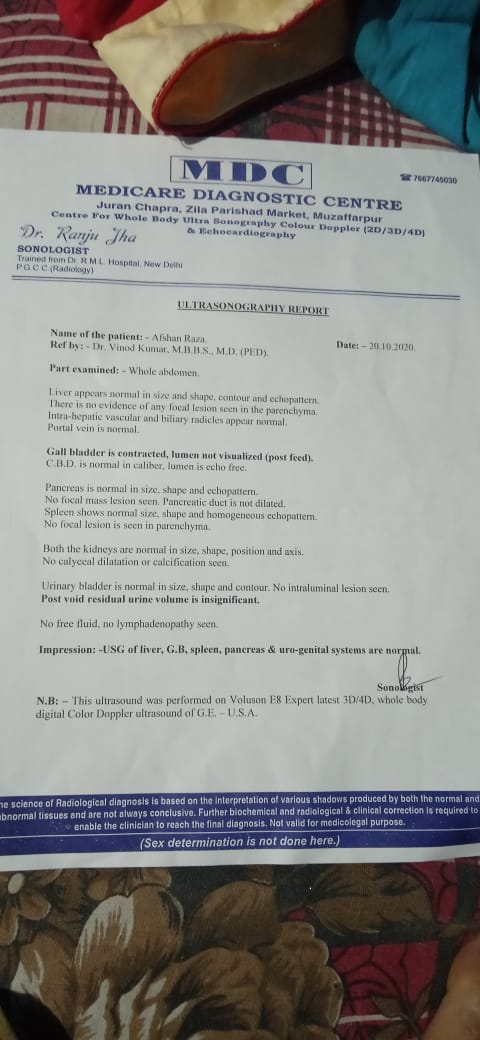 MDC
☎ 7667745030
MEDICARE DIAGNOSTIC CENTRE
Juran Chapra, Zila Parishad Market, Muzaffarpur
Centre For Whole Body Ultra Sonography Colour Doppler (2D/3D/4D)
& Echocardiography
Dr. Ranju Jha
SONOLOGIST
Trained from Dr. R.M.L. Hospital, New Delhi
P.G.C.C.(Radiology)
ULTRASONOGRAPHY REPORT
Name of the patient: - Afshan Raza.
Ref by: - Dr. Vinod Kumar, M.B.B.S., M.D. (PED).
Date: – 20.10.2020.
Part examined: - Whole abdomen.
Liver appears normal in size and shape, contour and echopattern.
There is no evidence of any focal lesion seen in the parenchyma.
Intra-hepatic vascular and biliary radicles appear normal.
Portal vein is normal.
Gall bladder is contracted, lumen not visualized (post feed).
C.B.D. is normal in caliber, lumen is echo free.
Pancreas is normal in size, shape and echopattern.
No focal mass lesion seen. Pancreatic duct is not dilated.
Spleen shows normal size, shape and homogeneous echopattern.
No focal lesion is seen in parenchyma.
Both the kidneys are normal in size, shape, position and axis.
No calyceal dilatation or calcification seen.
Urinary bladder is normal in size, shape and contour. No intraluminal lesion seen.
Post void residual urine volume is insignificant.
No free fluid, no lymphadenopathy seen.
Impression: -USG of liver, G.B, spleen, pancreas & uro-genital systems are normal.
Sonologist
N.B: – This ultrasound was performed on Voluson E8 Expert latest 3D/4D, whole body
digital Color Doppler ultrasound of G.E. – U.S.A.
he science of Radiological diagnosis is based on the interpretation of various shadows produced by both the normal and
abnormal tissues and are not always conclusive. Further biochemical and radiological & clinical correction is required to
enable the clinician to reach the final diagnosis. Not valid for medicolegal purpose.
(Sex determination is not done here.)